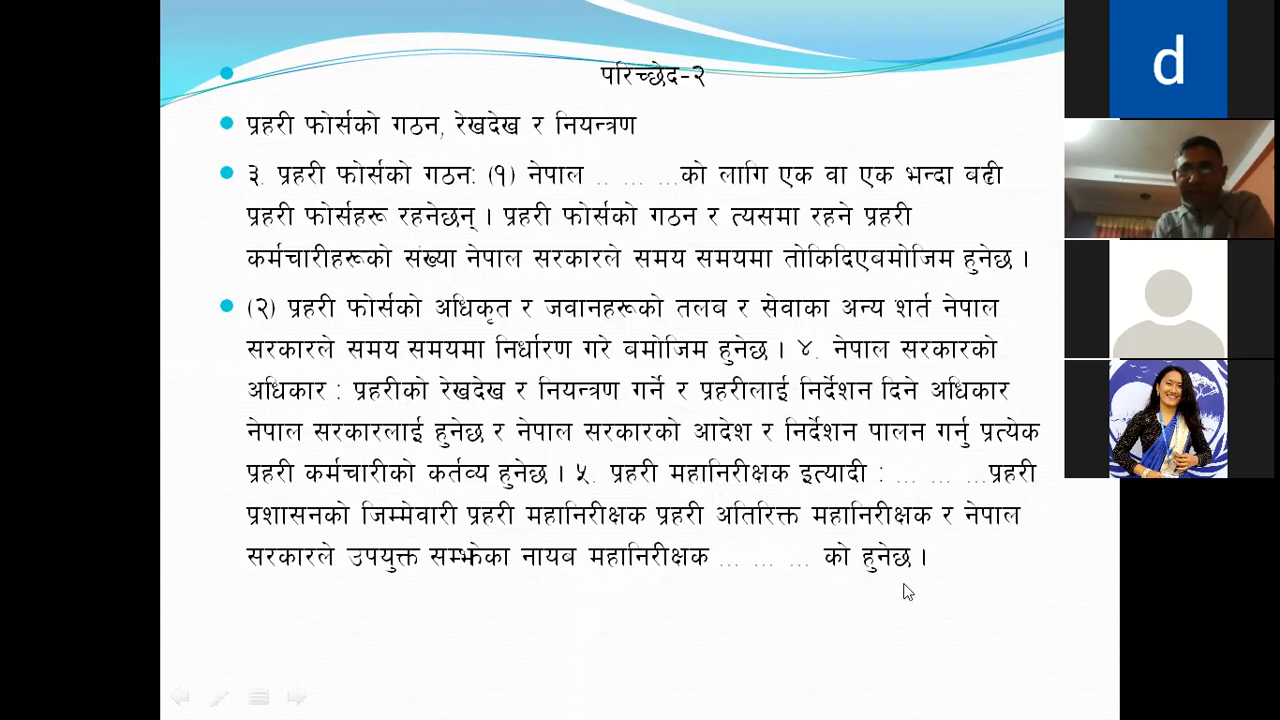 परिच्छेद-२
प्रहरी फोर्सको गठन, रेखदेख र नियन्त्रण
३. प्रहरी फोर्सको गठन: (१) नेपाल .. ... ...को लागि एक वा एक भन्दा बढी
प्रहरी फोर्सहरू रहनेछन् । प्रहरी फोर्सको गठन र त्यसमा रहने प्रहरी
कर्मचारीहरूको संख्या नेपाल सरकारले समय समयमा तोकिदिएबमोजिम हुनेछ ।
(२) प्रहरी फोर्सको अधिकृत र जवानहरूको तलब र सेवाका अन्य शर्त नेपाल
सरकारले समय समयमा निर्धारण गरे बमोजिम हुनेछ । ४. नेपाल सरकारको
अधिकार : प्रहरीको रेखदेख र नियन्त्रण गर्ने र प्रहरीलाई निर्देशन दिने अधिकार
नेपाल सरकारलाई हुनेछ र नेपाल सरकारको आदेश र निर्देशन पालन गर्नु प्रत्येक
प्रहरी कर्मचारीको कर्तव्य हुनेछ । ५. प्रहरी महानिरीक्षक इत्यादी : ... ... ...प्रहरी
प्रशासनको जिम्मेवारी प्रहरी महानिरीक्षक प्रहरी अतिरिक्त महानिरीक्षक र नेपाल
सरकारले उपयुक्त सम्झेका नायब महानिरीक्षक ... ... ... को हुनेछ ।
d